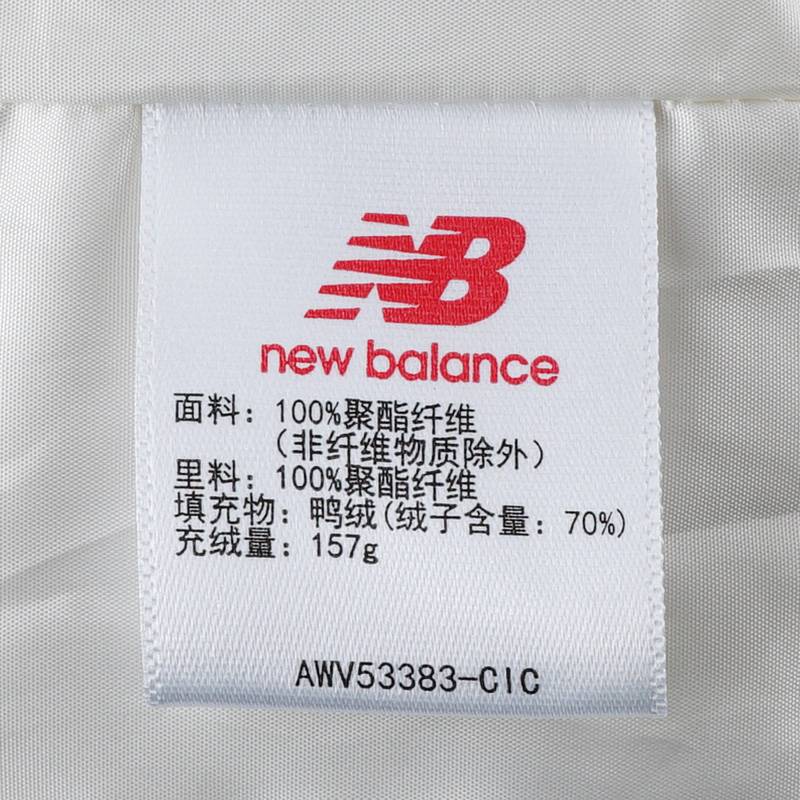 NB
new balance
面料：100%聚酯纤维
（非纤维物质除外）
里料：100%聚酯纤维
填充物：鸭绒(绒子含量：70%)
充绒量：157g
AWV53383-CIC